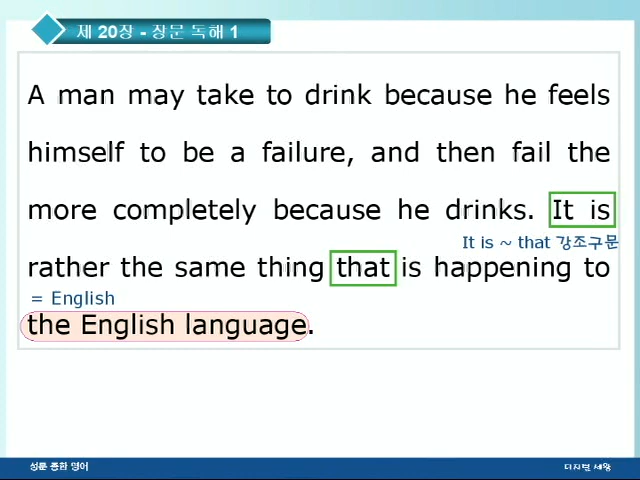 제 20장 - 장문 독해 1
A man may take to drink because he feels
himself to be a failure, and then fail the
more completely because he drinks. It is
It is ~ that 강조구문
rather the same thing that is happening to
= English
the English language.
성문 종합 영어
디지털 세왕